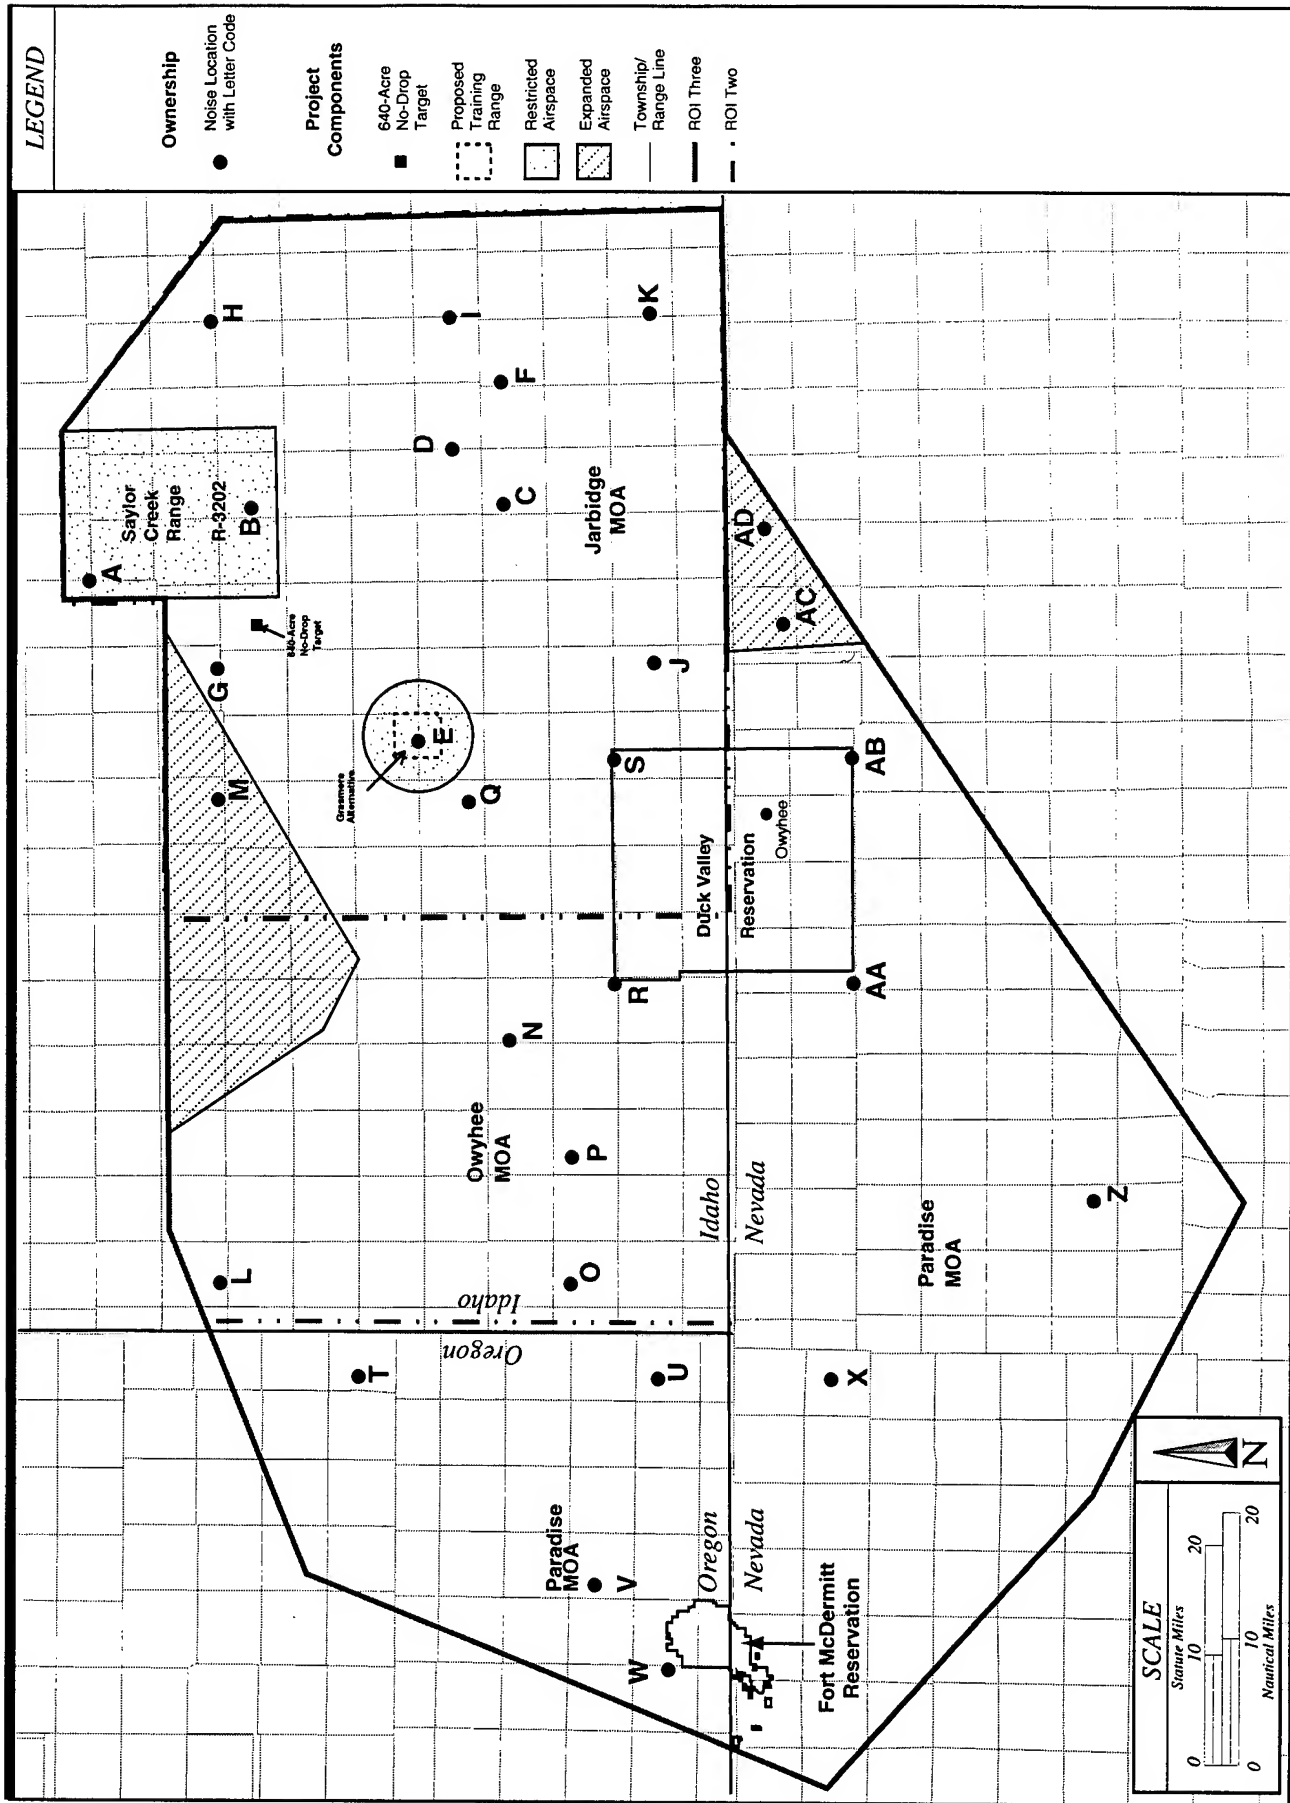 LEGEND
Ownership
Noise Location
with Letter Code
Project
Components
640-Acre
No-Drop
Target
Proposed
Training
Range
Restricted
Airspace
Expanded
Airspace
Township/
Range Line
ROI Three
ROI Two
A
Saylor
Creek
Range
R-3202
B
H
640-Acre
No-Drop
Target
G
M
L
D
I
F
C
K
Jarbidge
MOA
Grasmere
Alternative
E
Q
J
S
R
N
Owyhee
MOA
P
O
T
U
Idaho
Oregon
Duck Valley
Reservation
Owyhee
AD
AC
AB
AA
Idaho
Nevada
Paradise
MOA
Z
X
Paradise
MOA
V
W
Oregon
Nevada
Fort McDermitt
Reservation
SCALE
Statute Miles
0 10 20
0 10 20
Nautical Miles
N